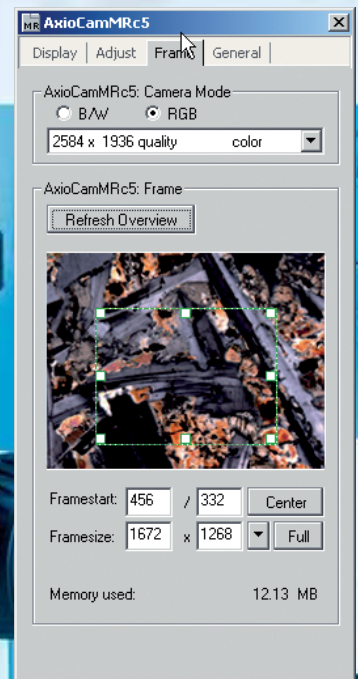 MR AxioCamMRc5
Display | Adjust | Frame | General |
AxioCamMRc5: Camera Mode
B/W RGB
2584 x 1936 quality color
AxioCamMRc5: Frame
Refresh Overview
Framestart: 456 / 332 Center
Framesize: 1672 x 1268 Full
Memory used: 12.13 MB